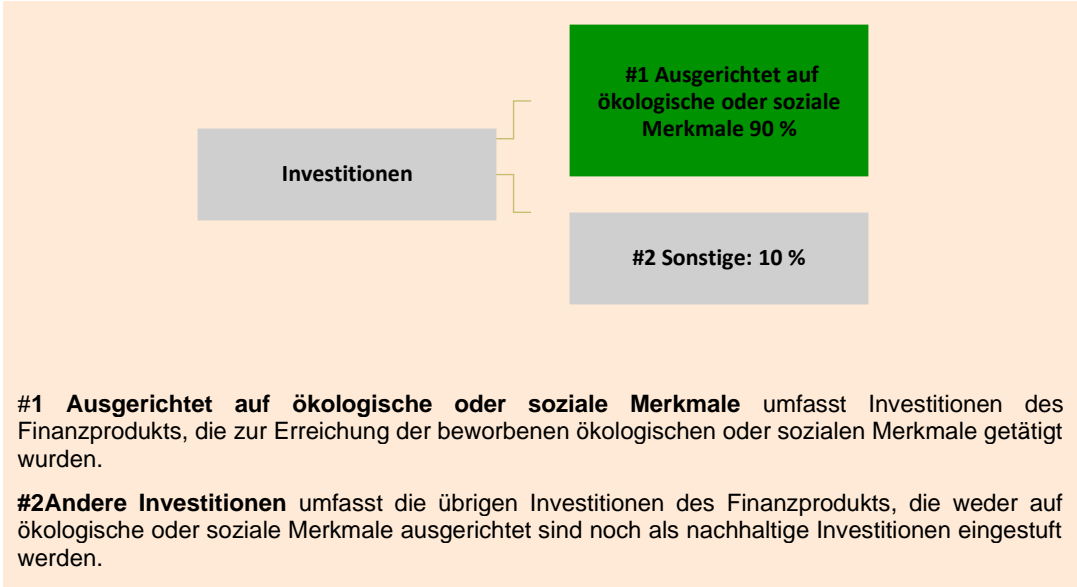 #1 Ausgerichtet auf
ökologische oder soziale
Merkmale 90 %
Investitionen
#2 Sonstige: 10 %
#1 Ausgerichtet auf ökologische oder soziale Merkmale umfasst Investitionen des
Finanzprodukts, die zur Erreichung der beworbenen ökologischen oder sozialen Merkmale getätigt
wurden.
#2Andere Investitionen umfasst die übrigen Investitionen des Finanzprodukts, die weder auf
ökologische oder soziale Merkmale ausgerichtet sind noch als nachhaltige Investitionen eingestuft
werden.